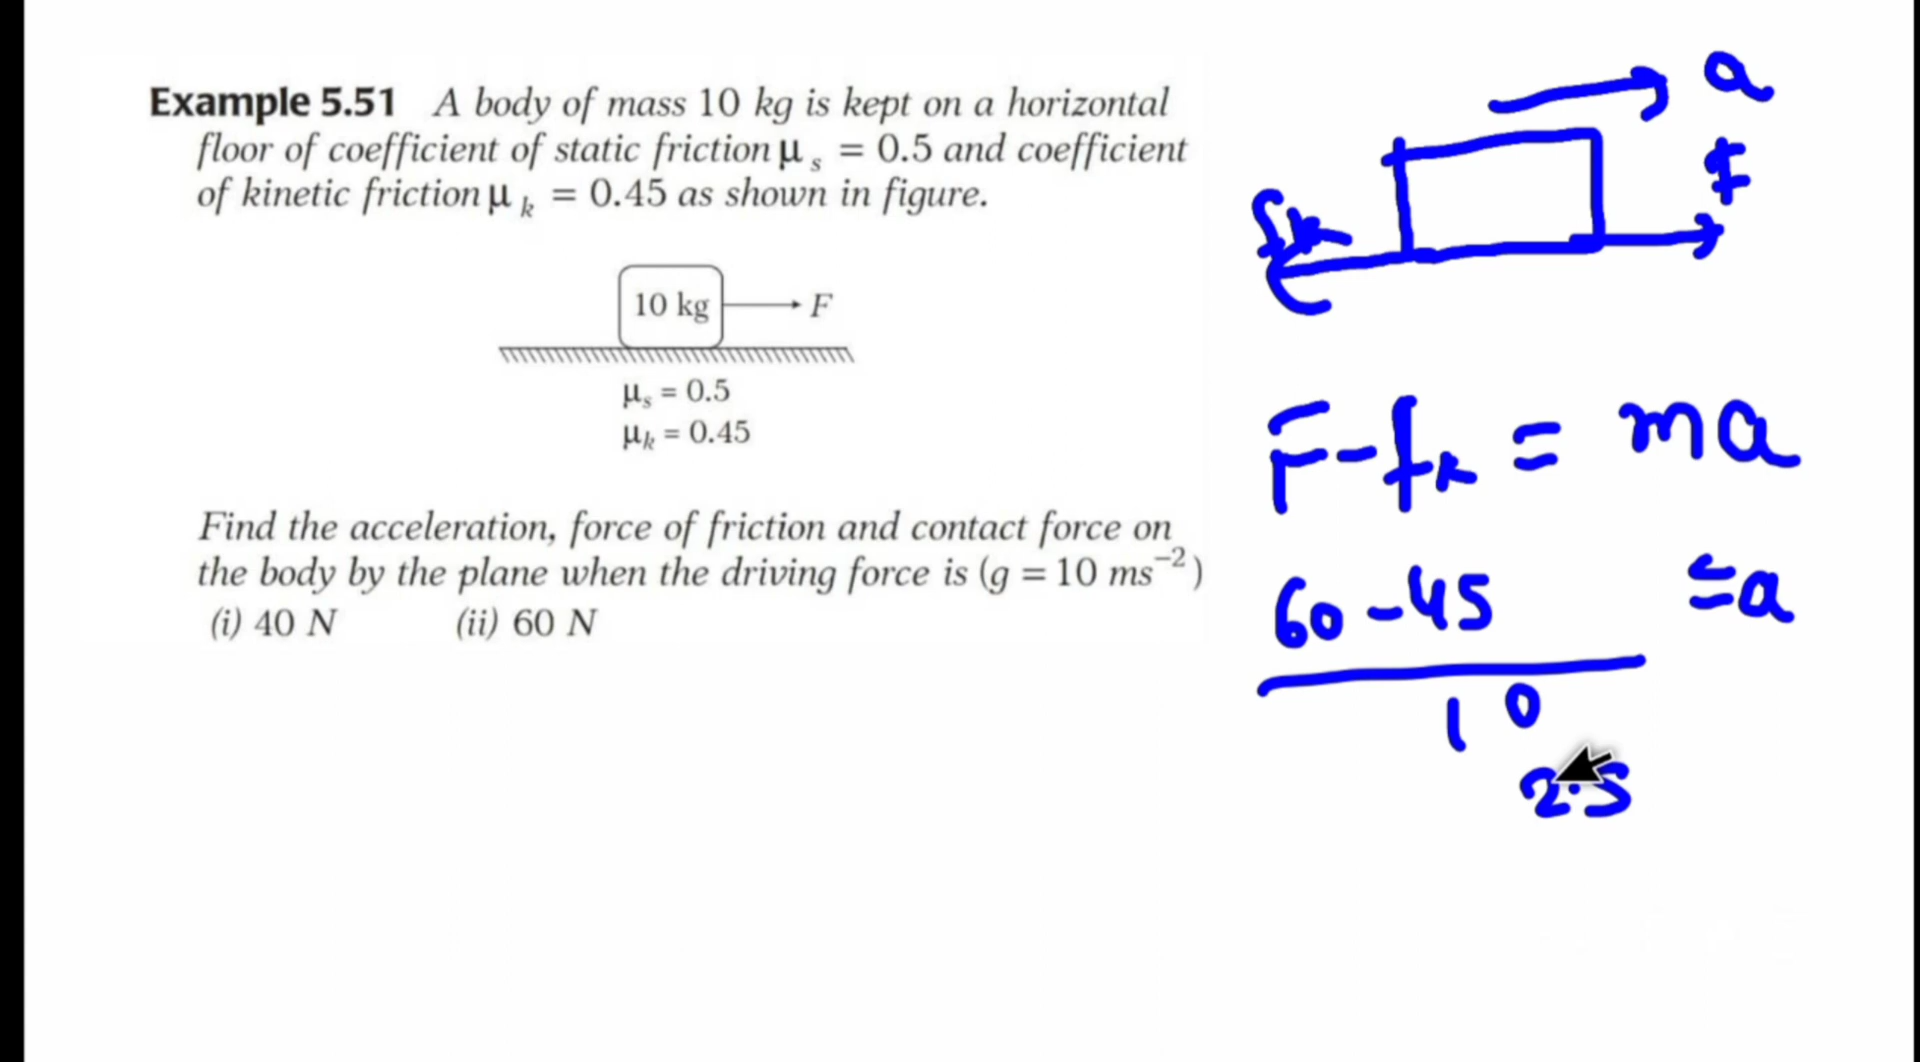 Example 5.51 A body of mass 10 kg is kept on a horizontal
floor of coefficient of static friction μs = 0.5 and coefficient
of kinetic friction μk = 0.45 as shown in figure.
10 kg
F
μs = 0.5
μk = 0.45
Find the acceleration, force of friction and contact force on
the body by the plane when the driving force is (g = 10 ms⁻²)
(i) 40 N (ii) 60 N
a
F
fk
F-fk = ma
60-45 =a
10
2.5